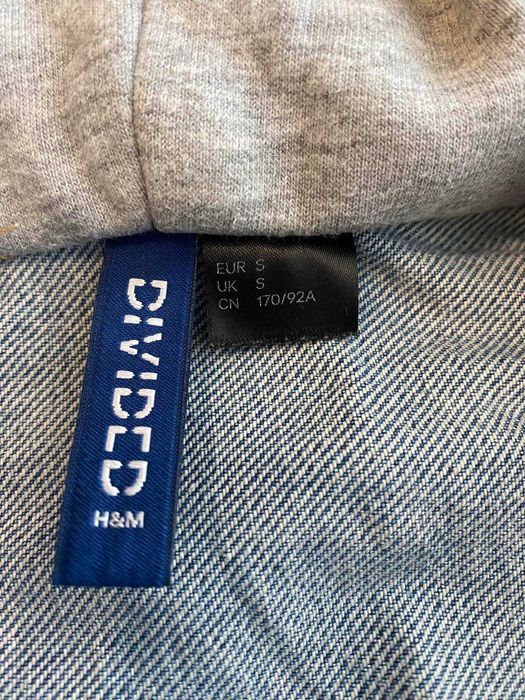 DIVIDED
H&M
EUR S
UK S
CN 170/92A